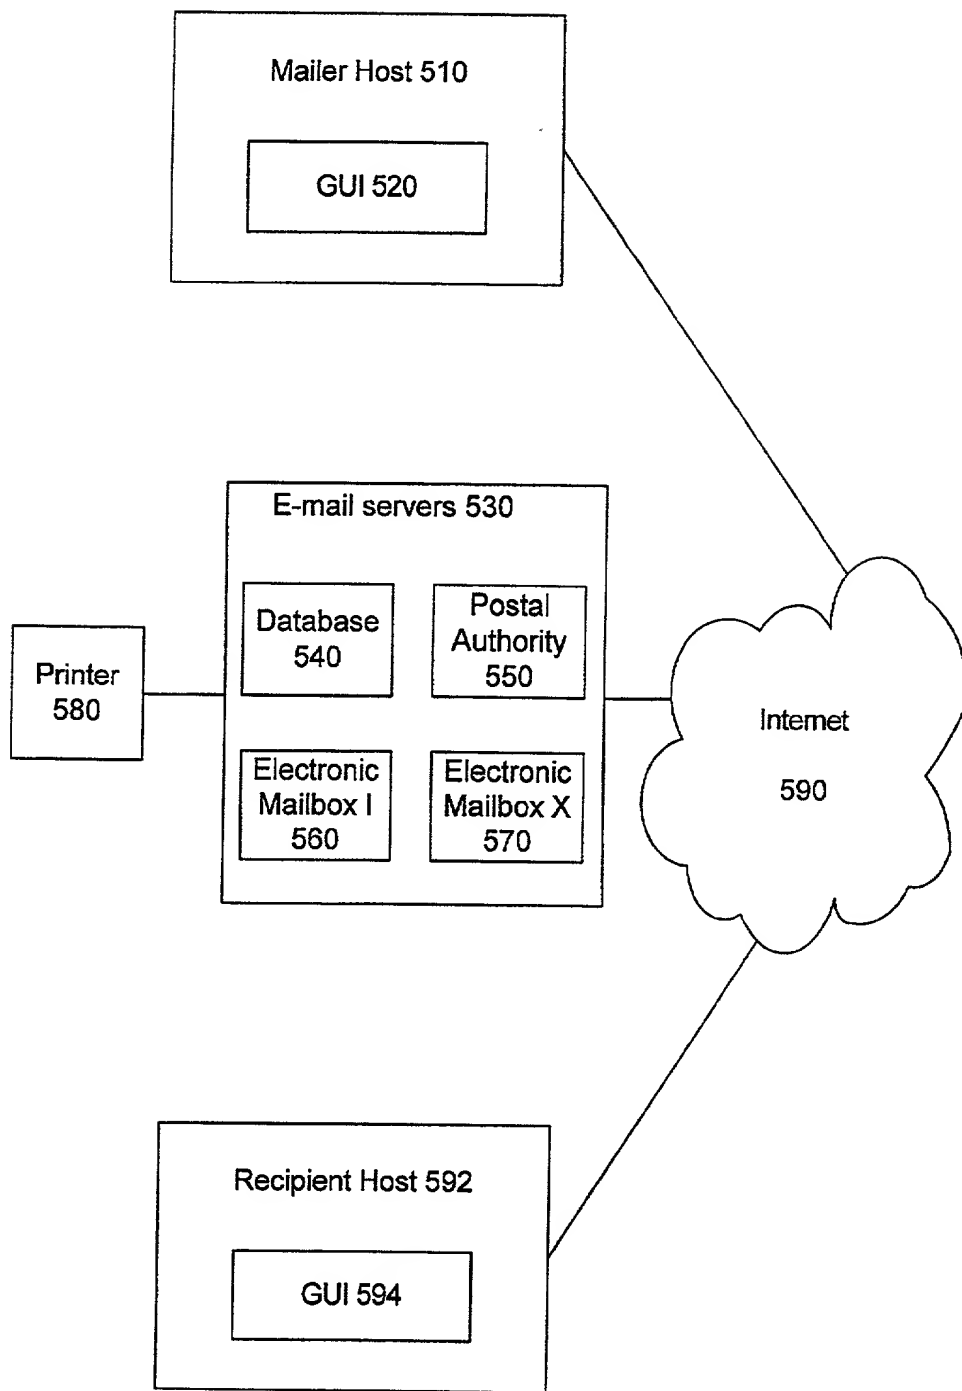 Mailer Host 510
GUI 520
E-mail servers 530
Database
540
Postal
Authority
550
Printer
580
Internet
590
Electronic
Mailbox I
560
Electronic
Mailbox X
570
Recipient Host 592
GUI 594